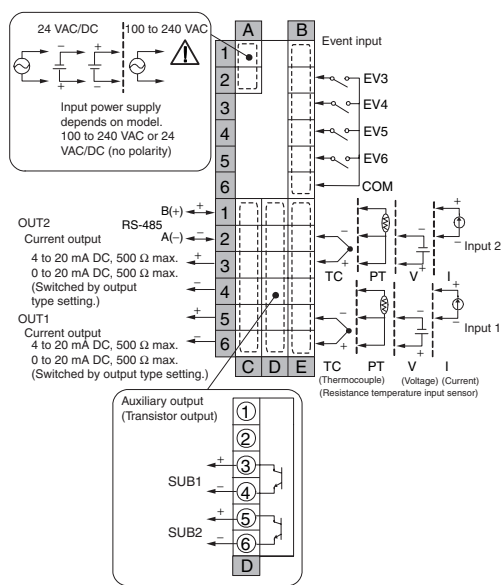 24 VAC/DC
100 to 240 VAC
Input power supply
depends on model.
100 to 240 VAC or 24
VAC/DC (no polarity)
− + + −
A
B
1
2
3
4
5
6
Event input
EV3
EV4
EV5
EV6
COM
1
2
3
4
5
6
C D E
B(+) +
RS-485
A(−) −
OUT2
Current output
4 to 20 mA DC, 500 Ω max.
0 to 20 mA DC, 500 Ω max.
(Switched by output
type setting.)
+
−
OUT1
Current output
4 to 20 mA DC, 500 Ω max.
0 to 20 mA DC, 500 Ω max.
(Switched by output type setting.)
+
−
− + − + + −
Input 2
TC PT V I
− + − + + −
Input 1
TC PT V I
(Thermocouple) (Voltage) (Current)
(Resistance temperature input sensor)
Auxiliary output
(Transistor output)
1
2
3
4
5
6
SUB1 + −
SUB2 + −
D